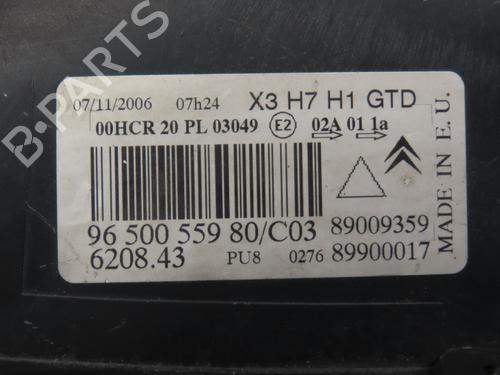 07/11/2006 07h24 X3 H7 H1 GTD
00HCR 20 PL 03049 E2 02A 01 1a
96 500 559 80/C03 89009359
6208.43 PU8 0276 89900017
MADE IN E.U.
B-PARTS